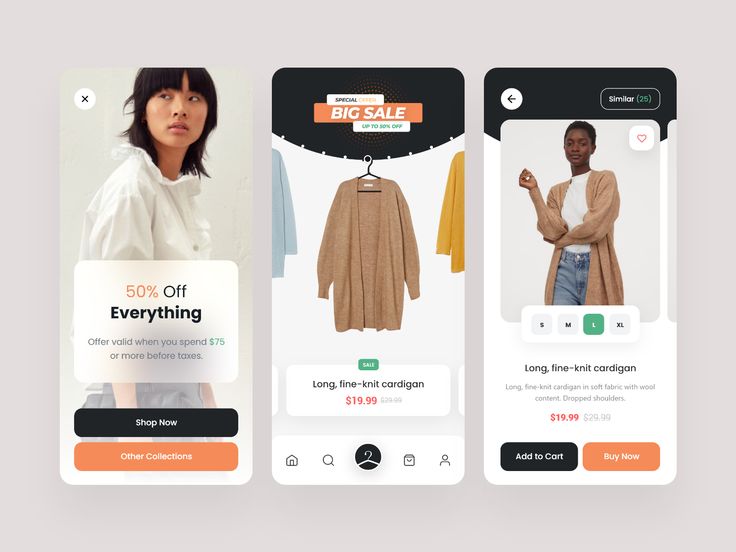 50% Off
Everything
Offer valid when you spend $75
or more before taxes.
Shop Now
Other Collections
SPECIAL OFFER
BIG SALE
UP TO 50% OFF
SALE
Long, fine-knit cardigan
$19.99 $29.99
Similar (25)
S M L XL
Long, fine-knit cardigan
Long, fine-knit cardigan in soft fabric with wool
content. Dropped shoulders.
$19.99 $29.99
Add to Cart Buy Now